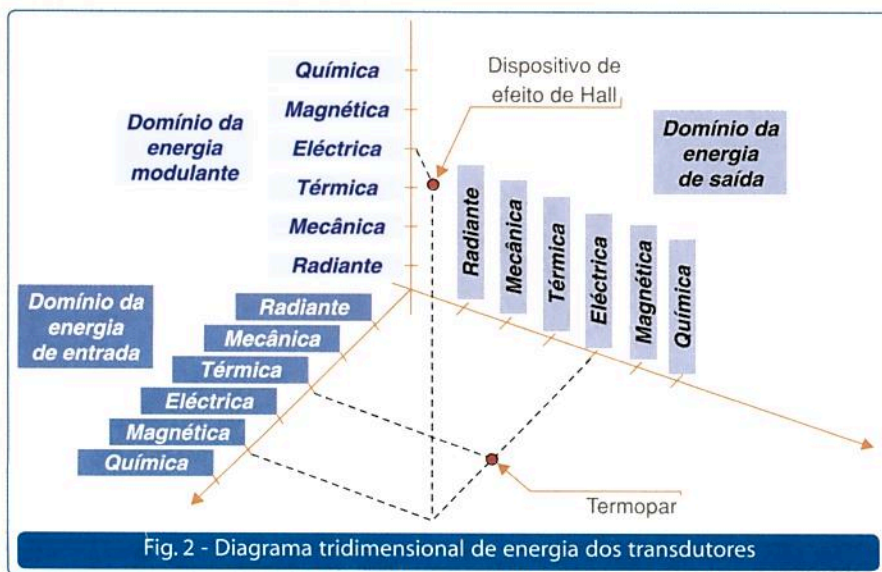 Química
Magnética
Eléctrica
Térmica
Mecânica
Radiante
Domínio da
energia
modulante
Dispositivo de
efeito de Hall
Domínio da
energia
de saída
Radiante
Mecânica
Térmica
Eléctrica
Magnética
Química
Domínio da
energia
de entrada
Radiante
Mecânica
Térmica
Eléctrica
Magnética
Química
Termopar
Fig. 2 - Diagrama tridimensional de energia dos transdutores